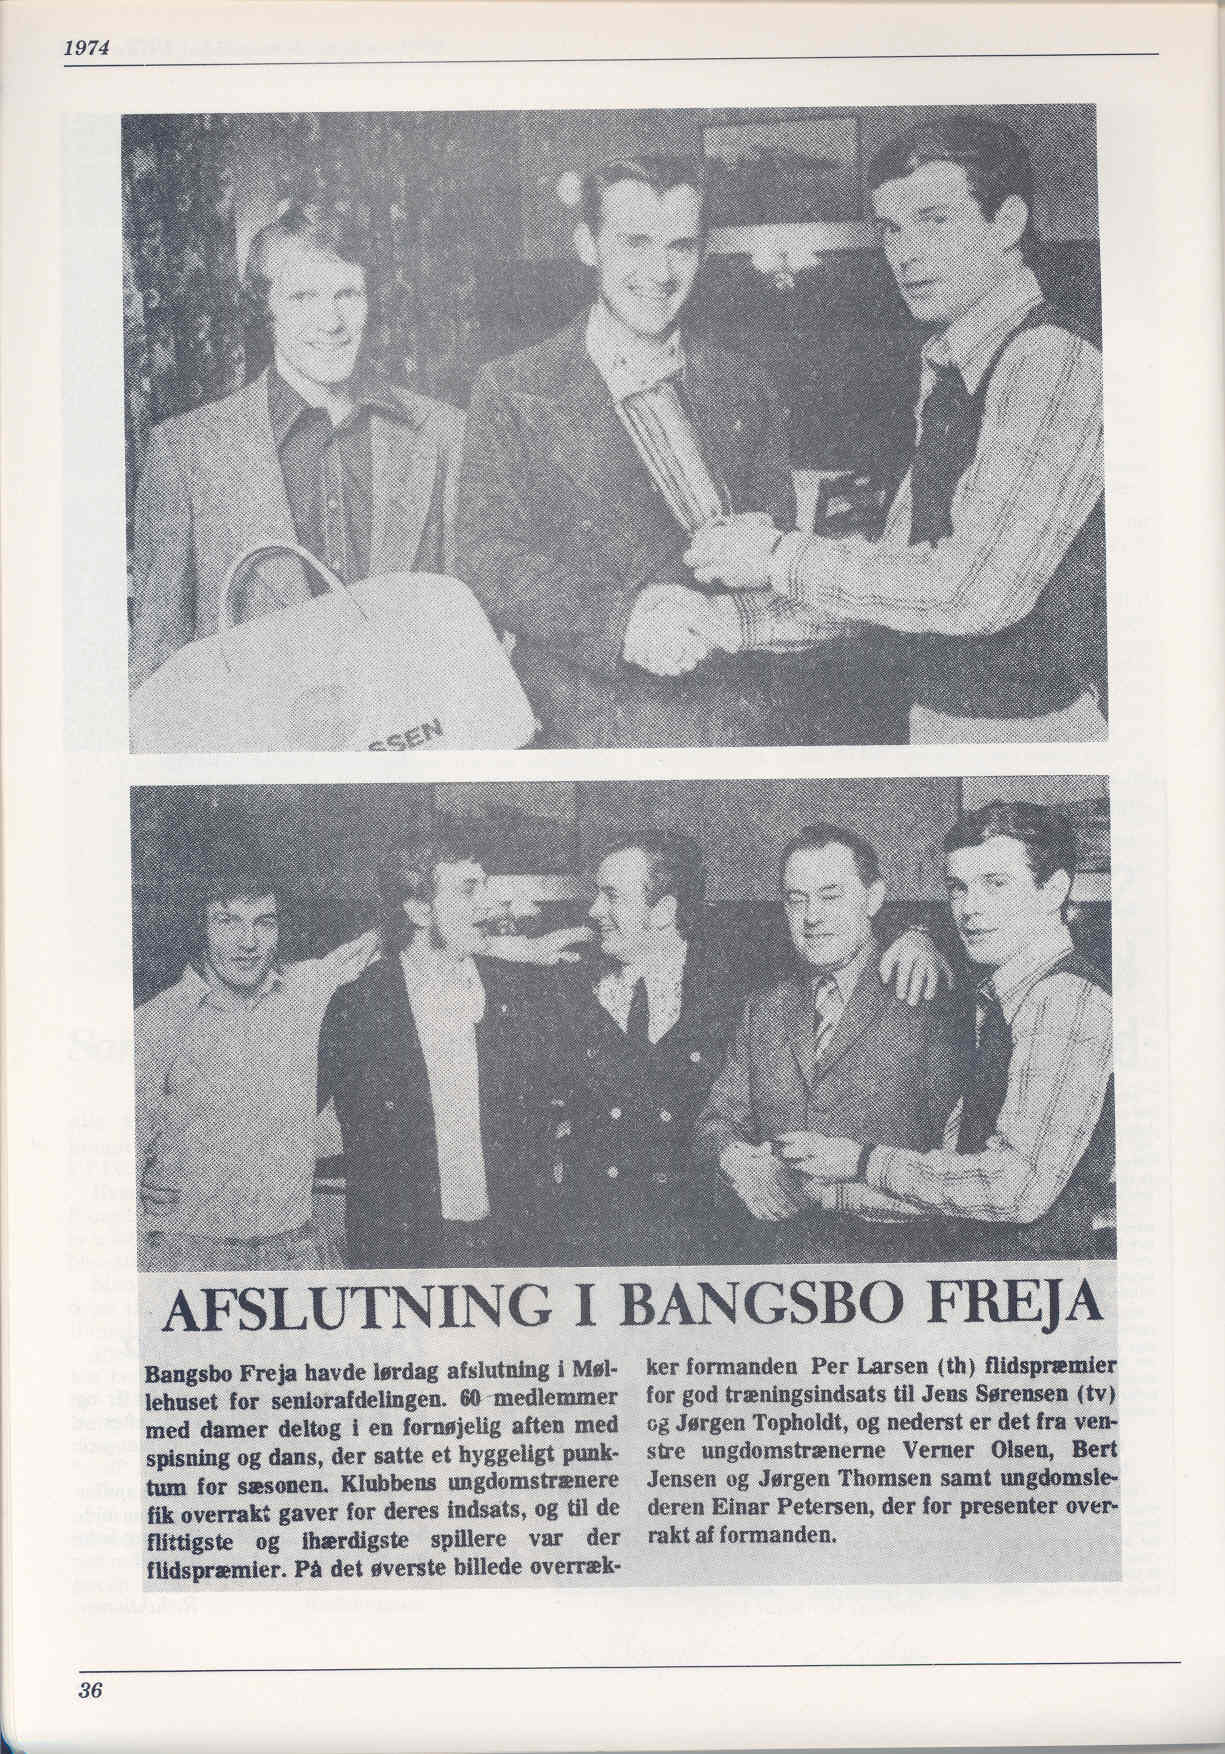 1974
SSEN
AFSLUTNING I BANGSBO FREJA
Bangsbo Freja havde lørdag afslutning i Møl-
lehuset for seniorafdelingen. 60 medlemmer
med damer deltog i en fornøjelig aften med
spisning og dans, der satte et hyggeligt punk-
tum for sæsonen. Klubbens ungdomstrænere
fik overrakt gaver for deres indsats, og til de
flittigste og ihærdigste spillere var der
flidspræmier. På det øverste billede overræk-
ker formanden Per Larsen (th) flidspræmier
for god træningsindsats til Jens Sørensen (tv)
og Jørgen Topholdt, og nederst er det fra ven-
stre ungdomstrænerne Verner Olsen, Bert
Jensen og Jørgen Thomsen samt ungdomsle-
deren Einar Petersen, der for presenter over-
rakt af formanden.
36